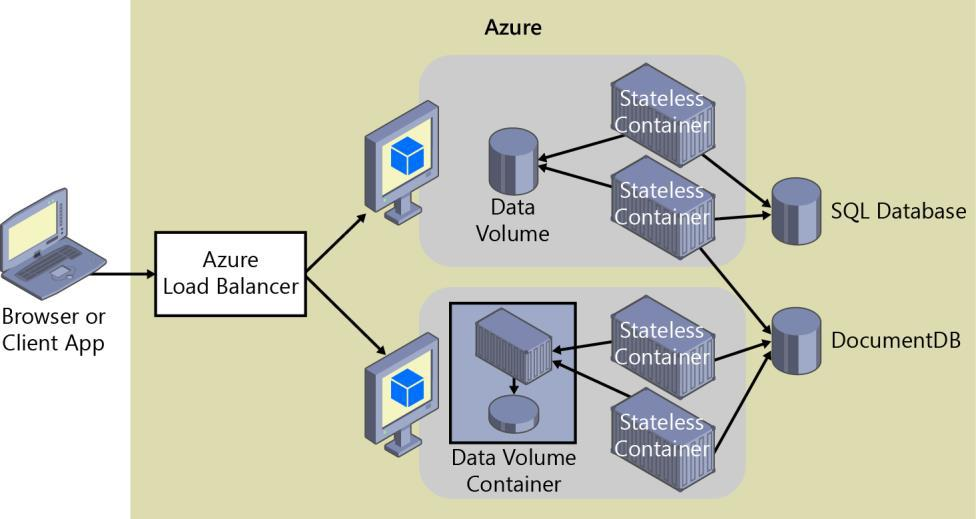 Azure
Stateless
Container
Stateless
Container
Data
Volume
SQL Database
Azure
Load Balancer
Browser or
Client App
Stateless
Container
DocumentDB
Stateless
Container
Data Volume
Container